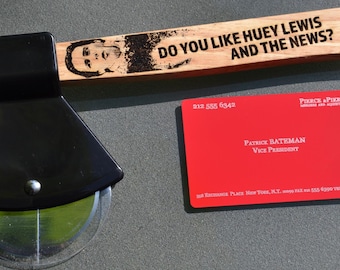 DO YOU LIKE HUEY LEWIS
AND THE NEWS?
212 555 6342
PIERCE & PIERCE
PATRICK BATEMAN
VICE PRESIDENT
EXCHANGE PLACE NEW YORK, N.Y.